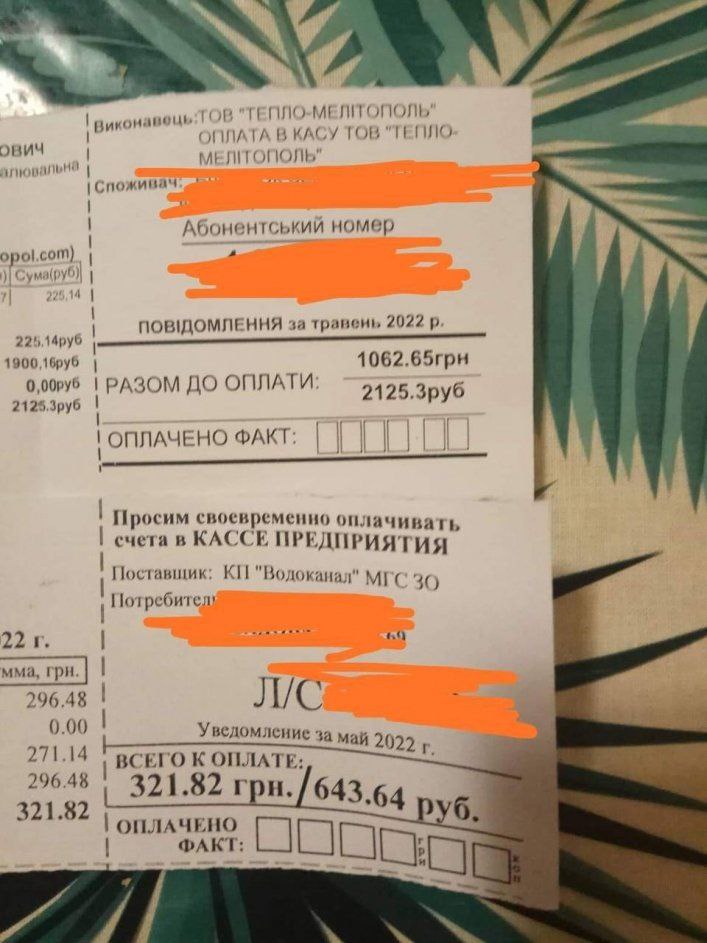 ович
алювальна
opol.com)
Сума(руб)
7 225,14
225.14руб
1900,16руб
0,00руб
2125.3руб
Виконавець:ТОВ "ТЕПЛО-МЕЛІТОПОЛЬ"
ОПЛАТА В КАСУ ТОВ "ТЕПЛО-
МЕЛІТОПОЛЬ"
Споживач:
Абонентський номер
ПОВІДОМЛЕННЯ за травень 2022 р.
1062.65грн
РАЗОМ ДО ОПЛАТИ:
2125.3руб
ОПЛАЧЕНО ФАКТ:
22 г.
мма, грн.
296.48
0.00
271.14
296.48
321.82
Просим своевременно оплачивать
счета в КАССЕ ПРЕДПРИЯТИЯ
Поставщик: КП "Водоканал" МГС ЗО
Потребитель
69
Л/С
Уведомление за май 2022 г.
ВСЕГО К ОПЛАТЕ:
321.82 грн./643.64 руб.
ОПЛАЧЕНО
ФАКТ:
грн
коп